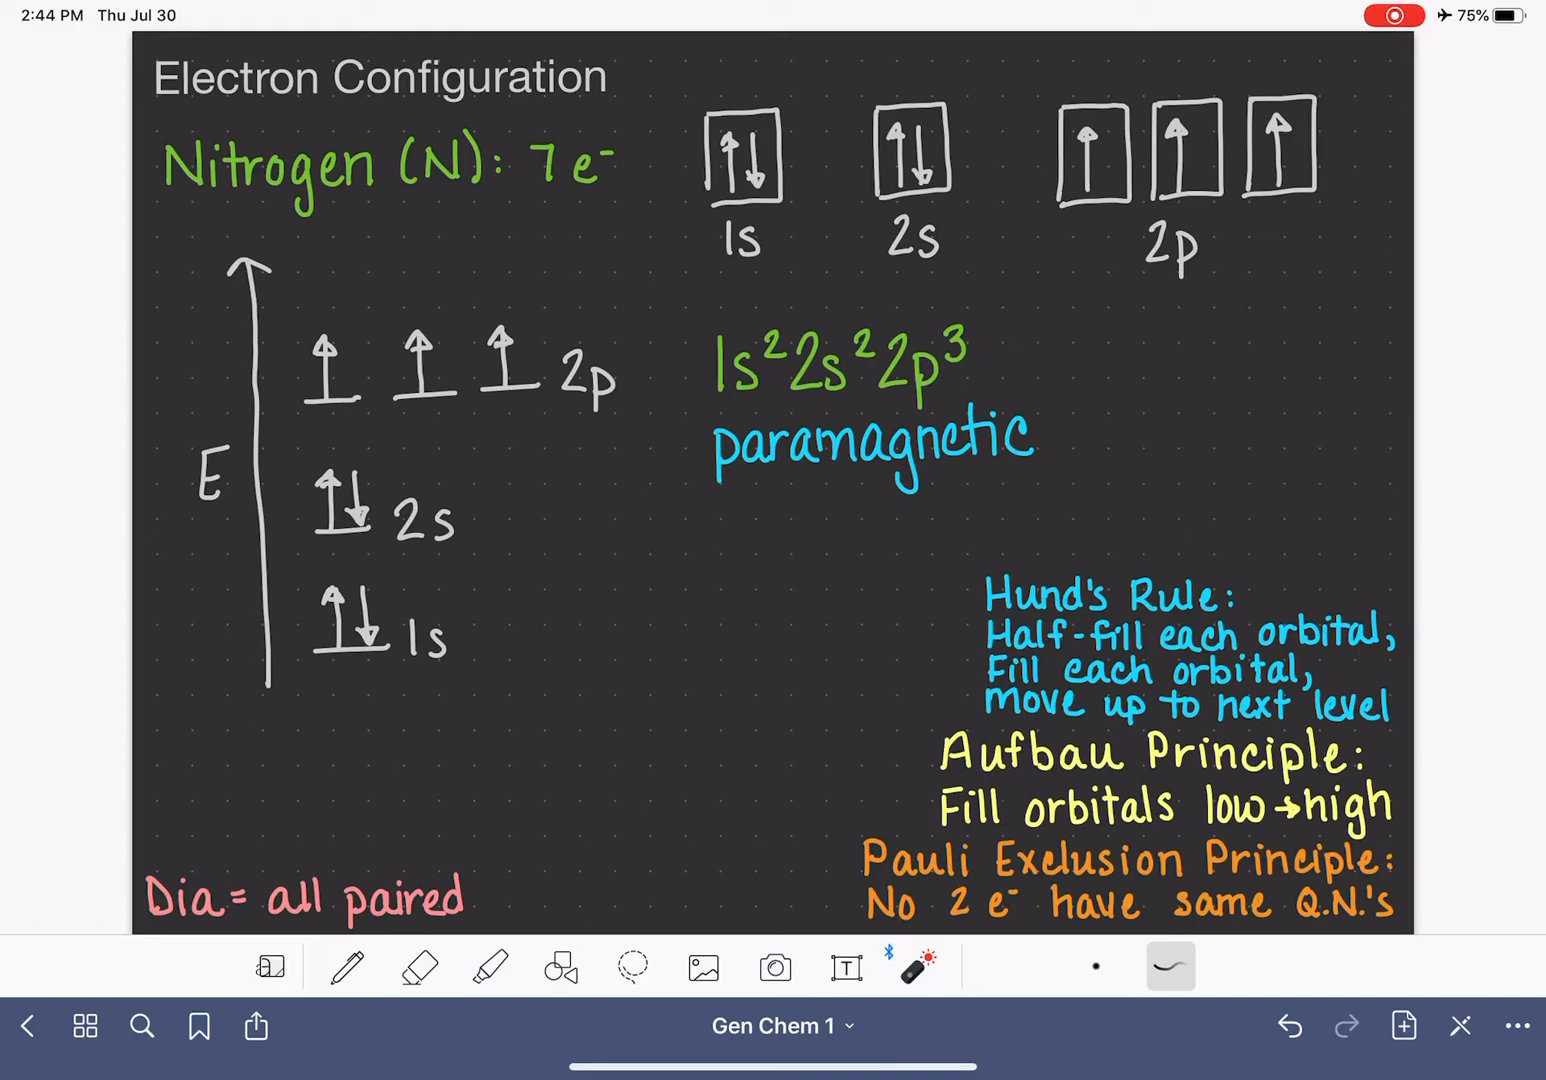 2:44 PM Thu Jul 30
75%
Electron Configuration
Nitrogen (N): 7 e⁻
1s 2s 2p
2p
1s²2s²2p³
paramagnetic
E
2s
1s
Hund's Rule:
Half-fill each orbital,
Fill each orbital,
move up to next level
Aufbau Principle:
Fill orbitals low→high
Pauli Exclusion Principle:
No 2 e⁻ have same Q.N.'s
Dia = all paired
T
Gen Chem 1